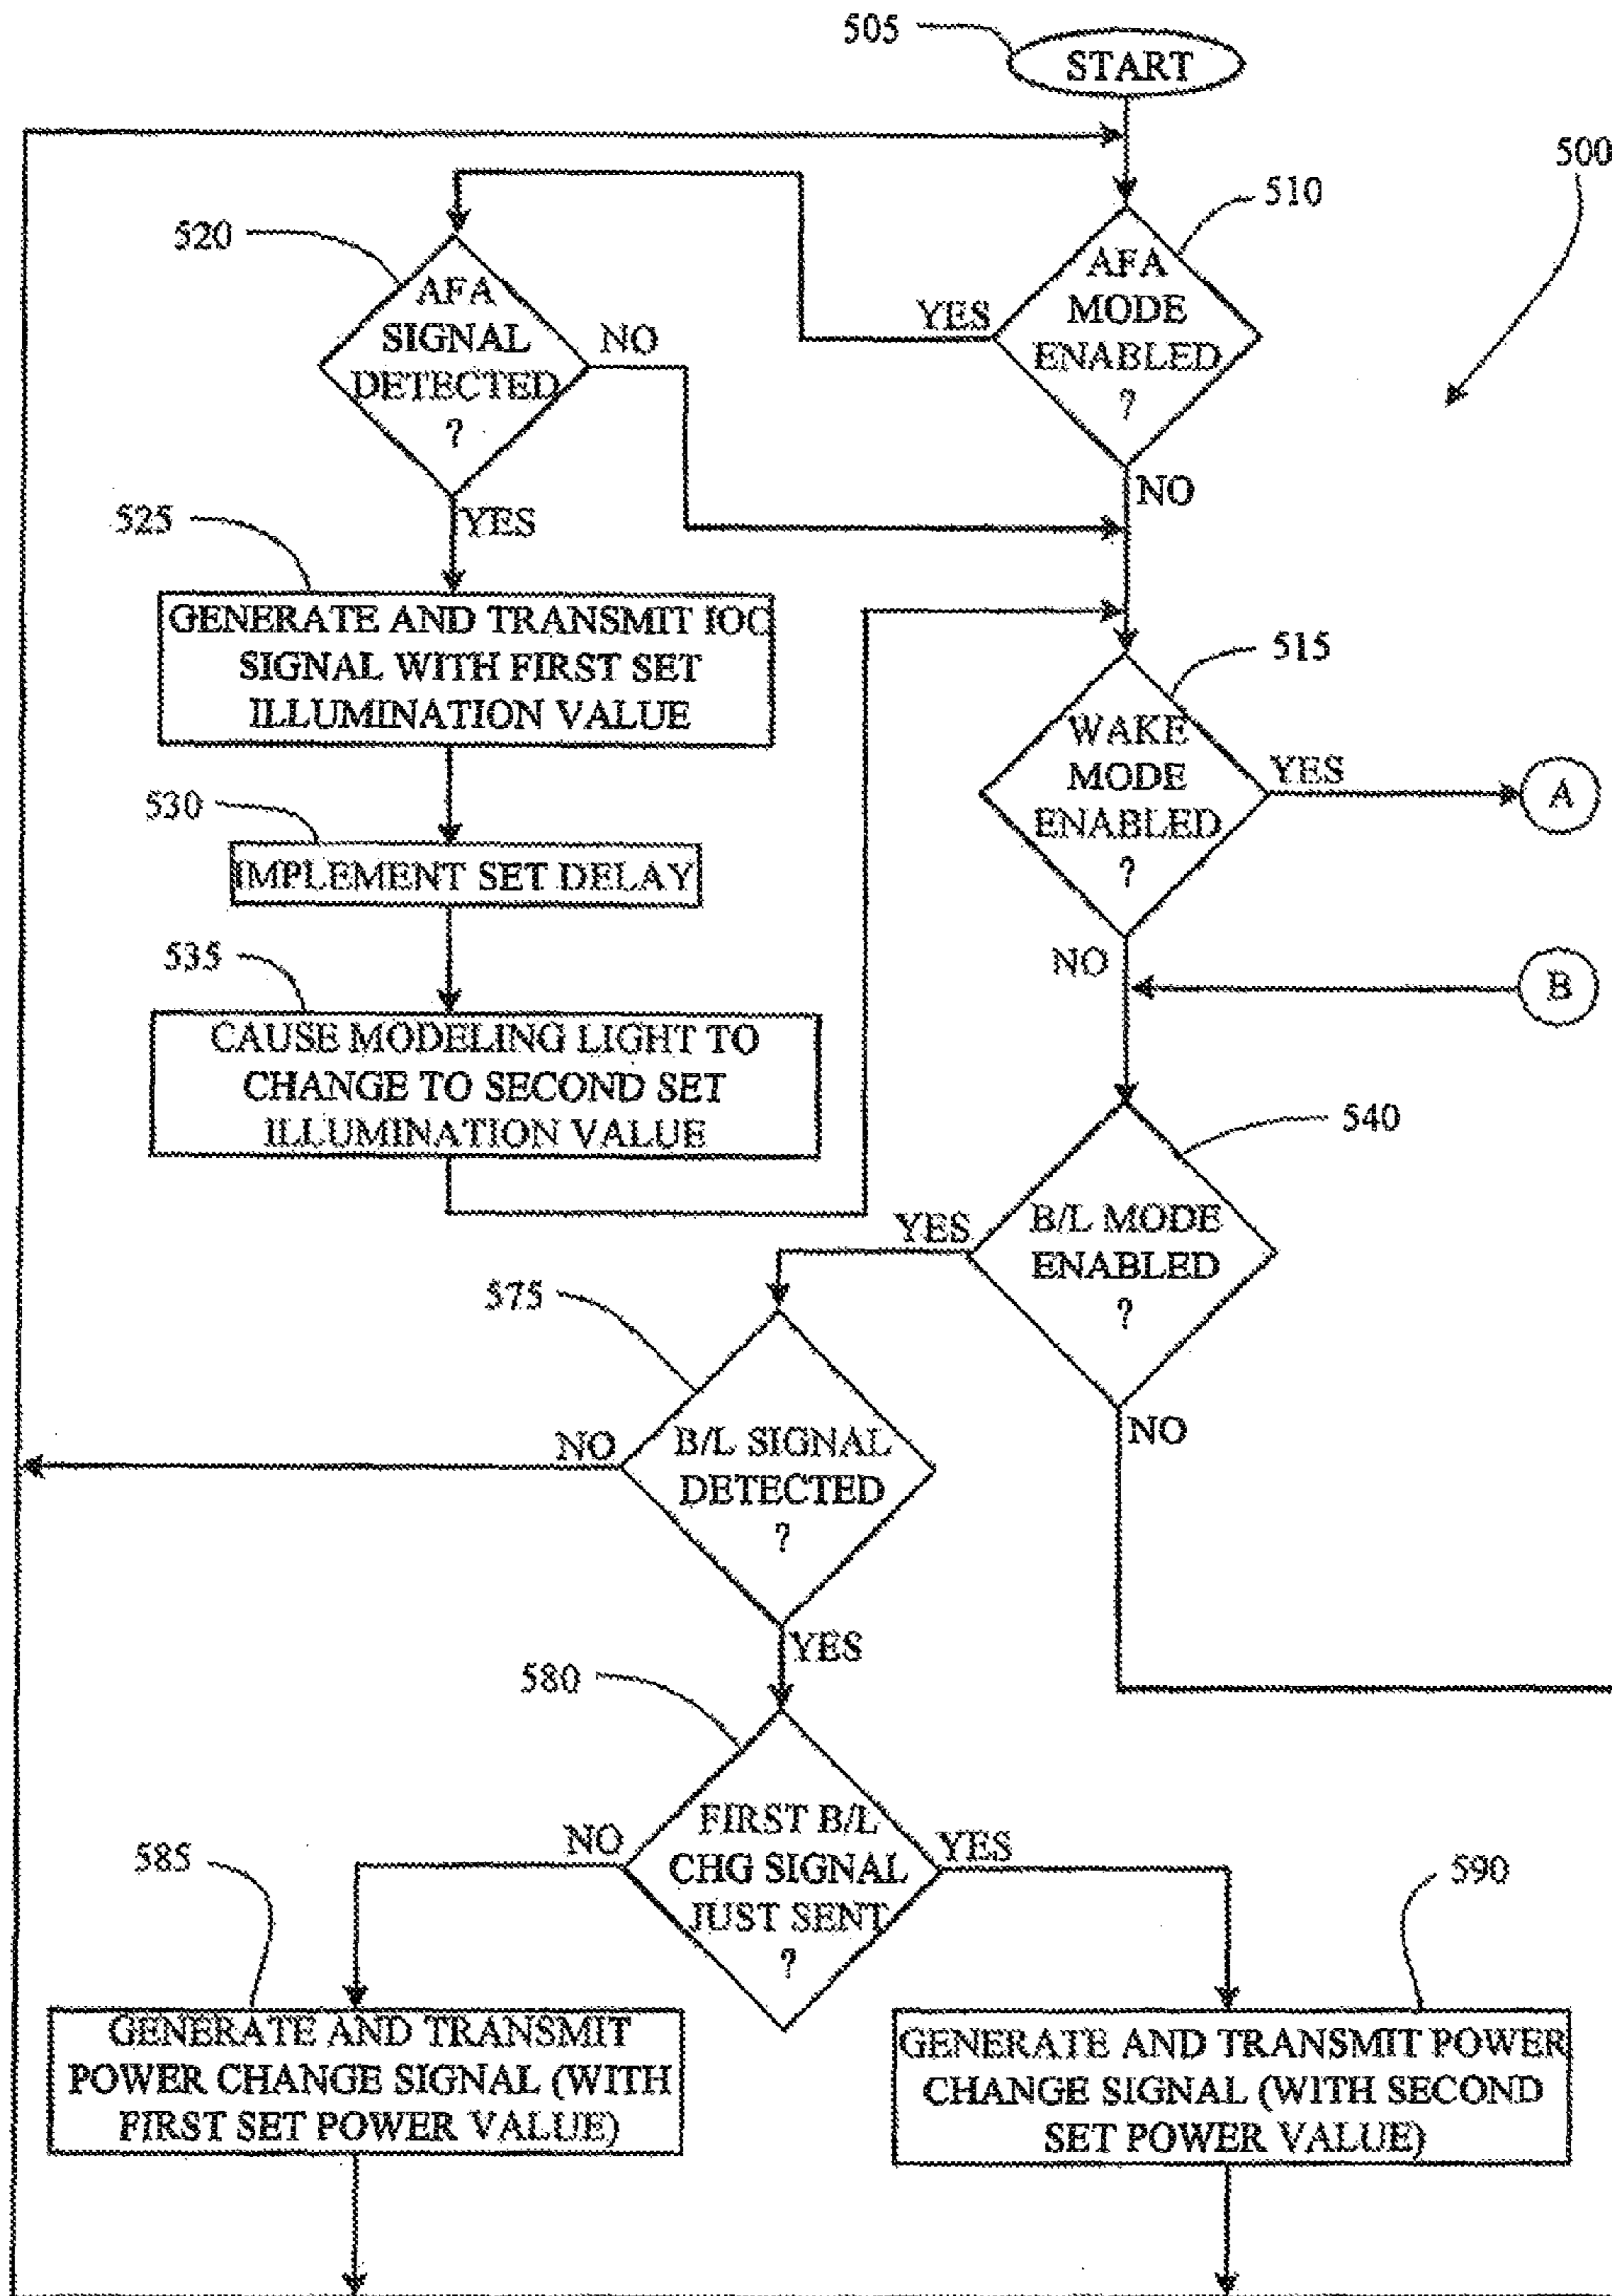 505
START
500
510
AFA
MODE
ENABLED
?
YES
NO
520
AFA
SIGNAL
DETECTED
?
NO
YES
525
GENERATE AND TRANSMIT IOC
SIGNAL WITH FIRST SET
ILLUMINATION VALUE
515
WAKE
MODE
ENABLED
?
YES
A
NO
B
530
IMPLEMENT SET DELAY
535
CAUSE MODELING LIGHT TO
CHANGE TO SECOND SET
ILLUMINATION VALUE
540
B/L MODE
ENABLED
?
YES
NO
575
B/L SIGNAL
DETECTED
?
NO
YES
580
FIRST B/L
CHG SIGNAL
JUST SENT
?
NO
YES
585
GENERATE AND TRANSMIT
POWER CHANGE SIGNAL (WITH
FIRST SET POWER VALUE)
590
GENERATE AND TRANSMIT POWER
CHANGE SIGNAL (WITH SECOND
SET POWER VALUE)